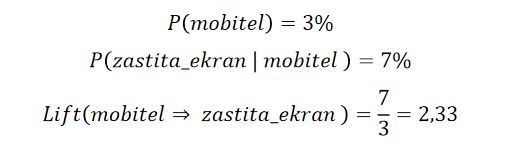 P(mobitel) = 3%
P(zastita_ekran | mobitel ) = 7%
Lift(mobitel ⇒ zastita_ekran ) = 7/3 = 2,33